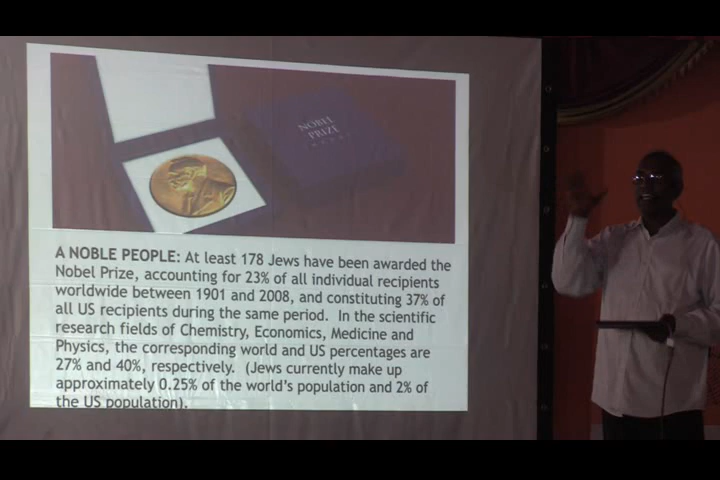 NOBEL
PRIZE
A NOBLE PEOPLE: At least 178 Jews have been awarded the
Nobel Prize, accounting for 23% of all individual recipients
worldwide between 1901 and 2008, and constituting 37% of
all US recipients during the same period. In the scientific
research fields of Chemistry, Economics, Medicine and
Physics, the corresponding world and US percentages are
27% and 40%, respectively. (Jews currently make up
approximately 0.25% of the world's population and 2% of
the US population).